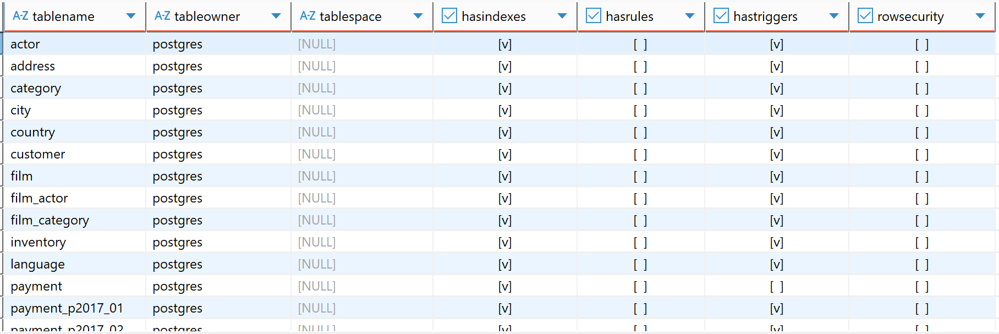 A-Z tablename A-Z tableowner A-Z tablespace hasindexes hasrules hastriggers rowsecurity
actor postgres [NULL] [v] [ ] [v] [ ]
address postgres [NULL] [v] [ ] [v] [ ]
category postgres [NULL] [v] [ ] [v] [ ]
city postgres [NULL] [v] [ ] [v] [ ]
country postgres [NULL] [v] [ ] [v] [ ]
customer postgres [NULL] [v] [ ] [v] [ ]
film postgres [NULL] [v] [ ] [v] [ ]
film_actor postgres [NULL] [v] [ ] [v] [ ]
film_category postgres [NULL] [v] [ ] [v] [ ]
inventory postgres [NULL] [v] [ ] [v] [ ]
language postgres [NULL] [v] [ ] [v] [ ]
payment postgres [NULL] [v] [ ] [ ] [ ]
payment_p2017_01 postgres [NULL] [v] [ ] [v] [ ]
payment_p2017_02 postgres [NULL] [v] [ ] [v] [ ]